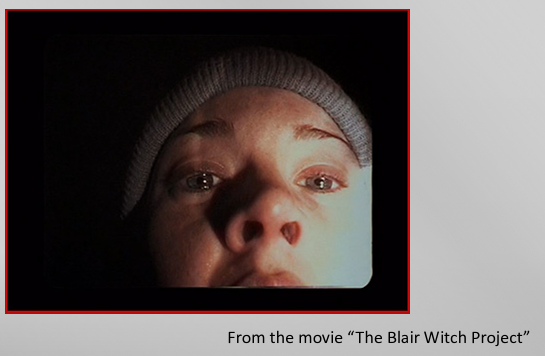 From the movie “The Blair Witch Project”